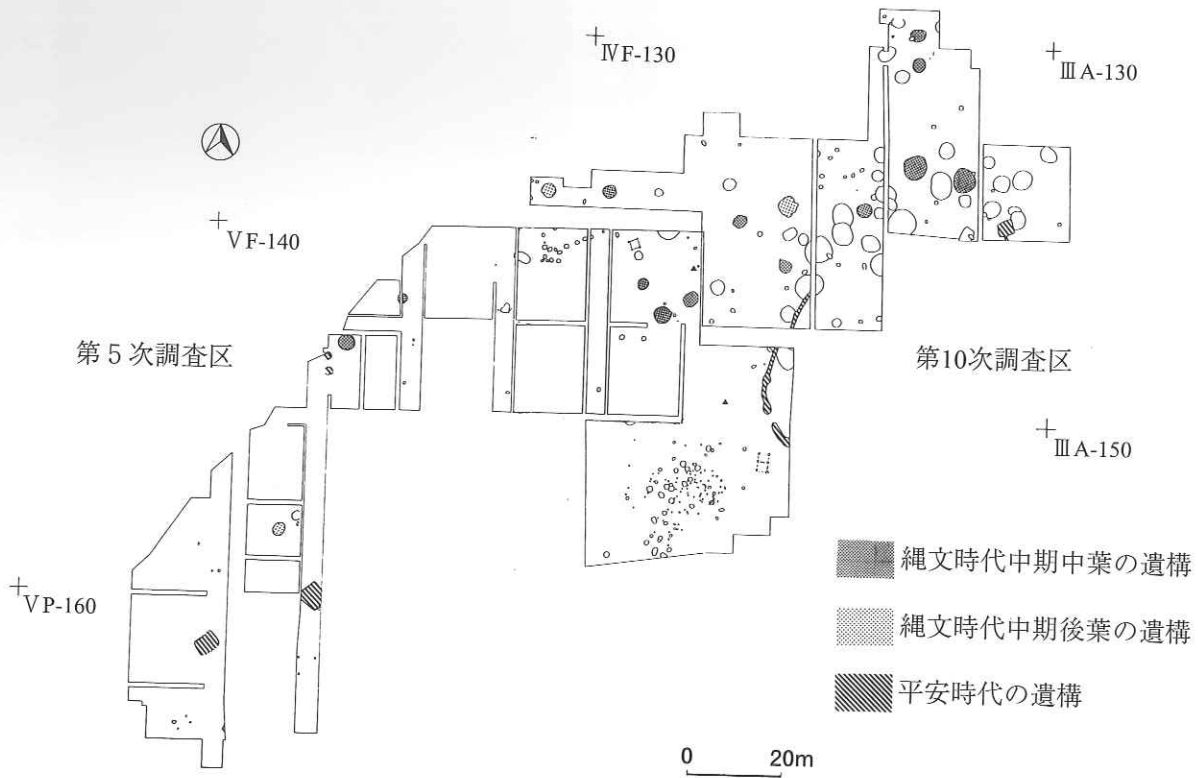 ⅣF-130
ⅢA-130
ⅤF-140
第5次調査区
第10次調査区
ⅢA-150
縄文時代中期中葉の遺構
ⅤP-160
縄文時代中期後葉の遺構
平安時代の遺構
0 20m